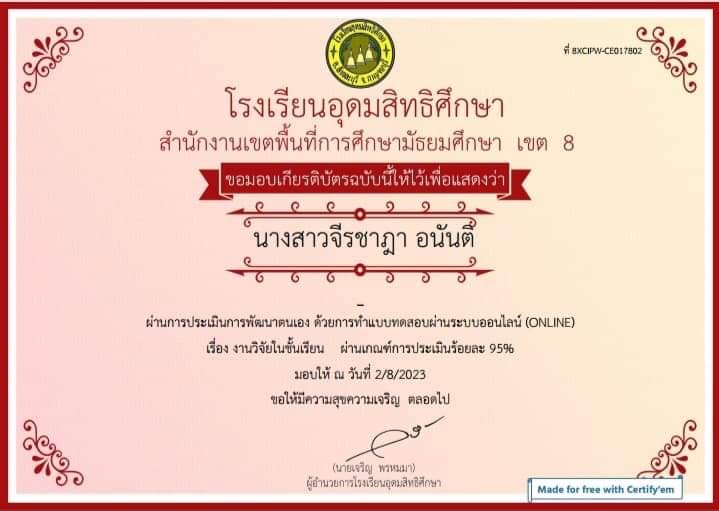 ที่ 8XCIPW-CE017802
โรงเรียนอุดมสิทธิศึกษา
สำนักงานเขตพื้นที่การศึกษามัธยมศึกษา เขต 8
ขอมอบเกียรติบัตรฉบับนี้ให้ไว้เพื่อแสดงว่า
นางสาวจีรชาฎา อนันติ
-
ผ่านการประเมินการพัฒนาตนเอง ด้วยการทำแบบทดสอบผ่านระบบออนไลน์ (ONLINE)
เรื่อง งานวิจัยในชั้นเรียน ผ่านเกณฑ์การประเมินร้อยละ 95%
มอบให้ ณ วันที่ 2/8/2023
ขอให้มีความสุขความเจริญ ตลอดไป
(นายเจริญ พรหมมา)
ผู้อำนวยการโรงเรียนอุดมสิทธิศึกษา
Made for free with Certify'em